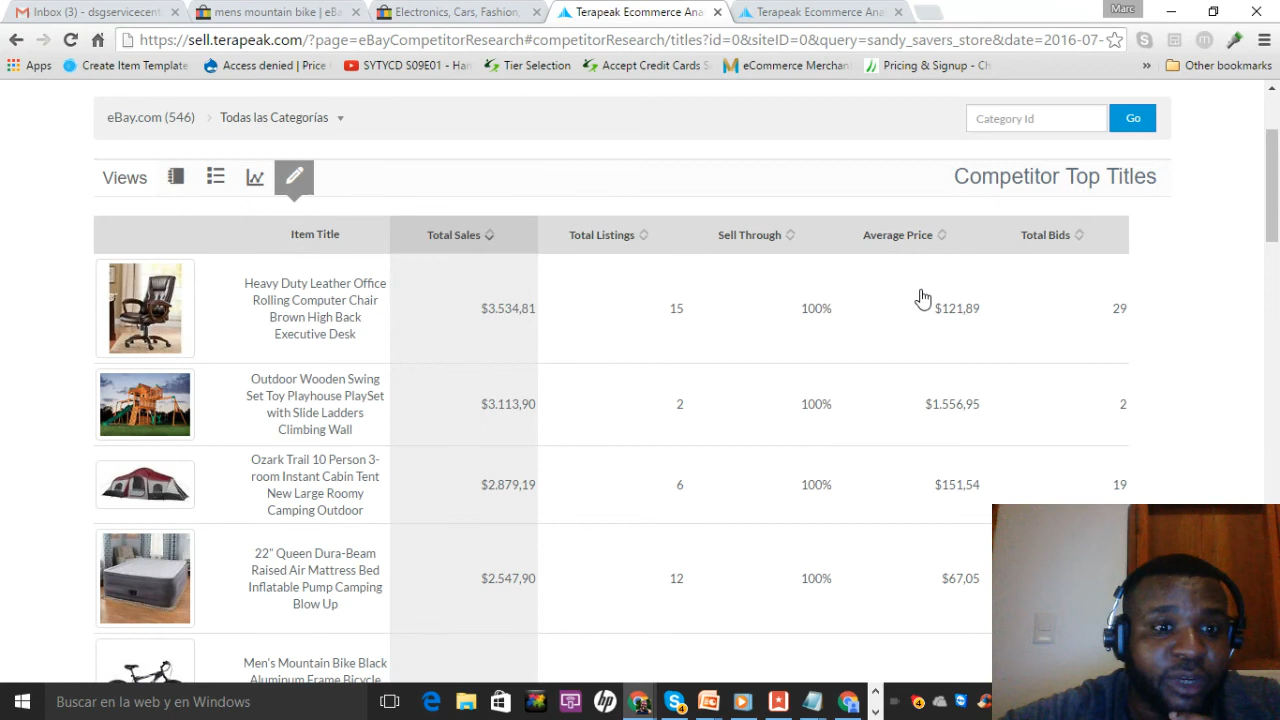 Marc
Inbox (3) - dsgservicecent
mens mountain bike | eBa
Electronics, Cars, Fashion,
Terapeak Ecommerce Ana
Terapeak Ecommerce Ana
https://sell.terapeak.com/?page=eBayCompetitorResearch#competitorResearch/titles?id=0&siteID=0&query=sandy_savers_store&date=2016-07-
Apps
Create Item Template
Access denied | Price
SYTYCD S09E01 - Han
Tier Selection
Accept Credit Cards S
eCommerce Merchan
Pricing & Signup - Ch
»
Other bookmarks
eBay.com (546)
Todas las Categorías
Category Id
Go
Views
Competitor Top Titles
Item Title
Total Sales
Total Listings
Sell Through
Average Price
Total Bids
Heavy Duty Leather Office
Rolling Computer Chair
Brown High Back
Executive Desk
$3.534,81
15
100%
$121,89
29
Outdoor Wooden Swing
Set Toy Playhouse PlaySet
with Slide Ladders
Climbing Wall
$3.113,90
2
100%
$1.556,95
2
Ozark Trail 10 Person 3-
room Instant Cabin Tent
New Large Roomy
Camping Outdoor
$2.879,19
6
100%
$151,54
19
22" Queen Dura-Beam
Raised Air Mattress Bed
Inflatable Pump Camping
Blow Up
$2.547,90
12
100%
$67,05
Men's Mountain Bike Black
Aluminum Frame Bicycle
Buscar en la web y en Windows